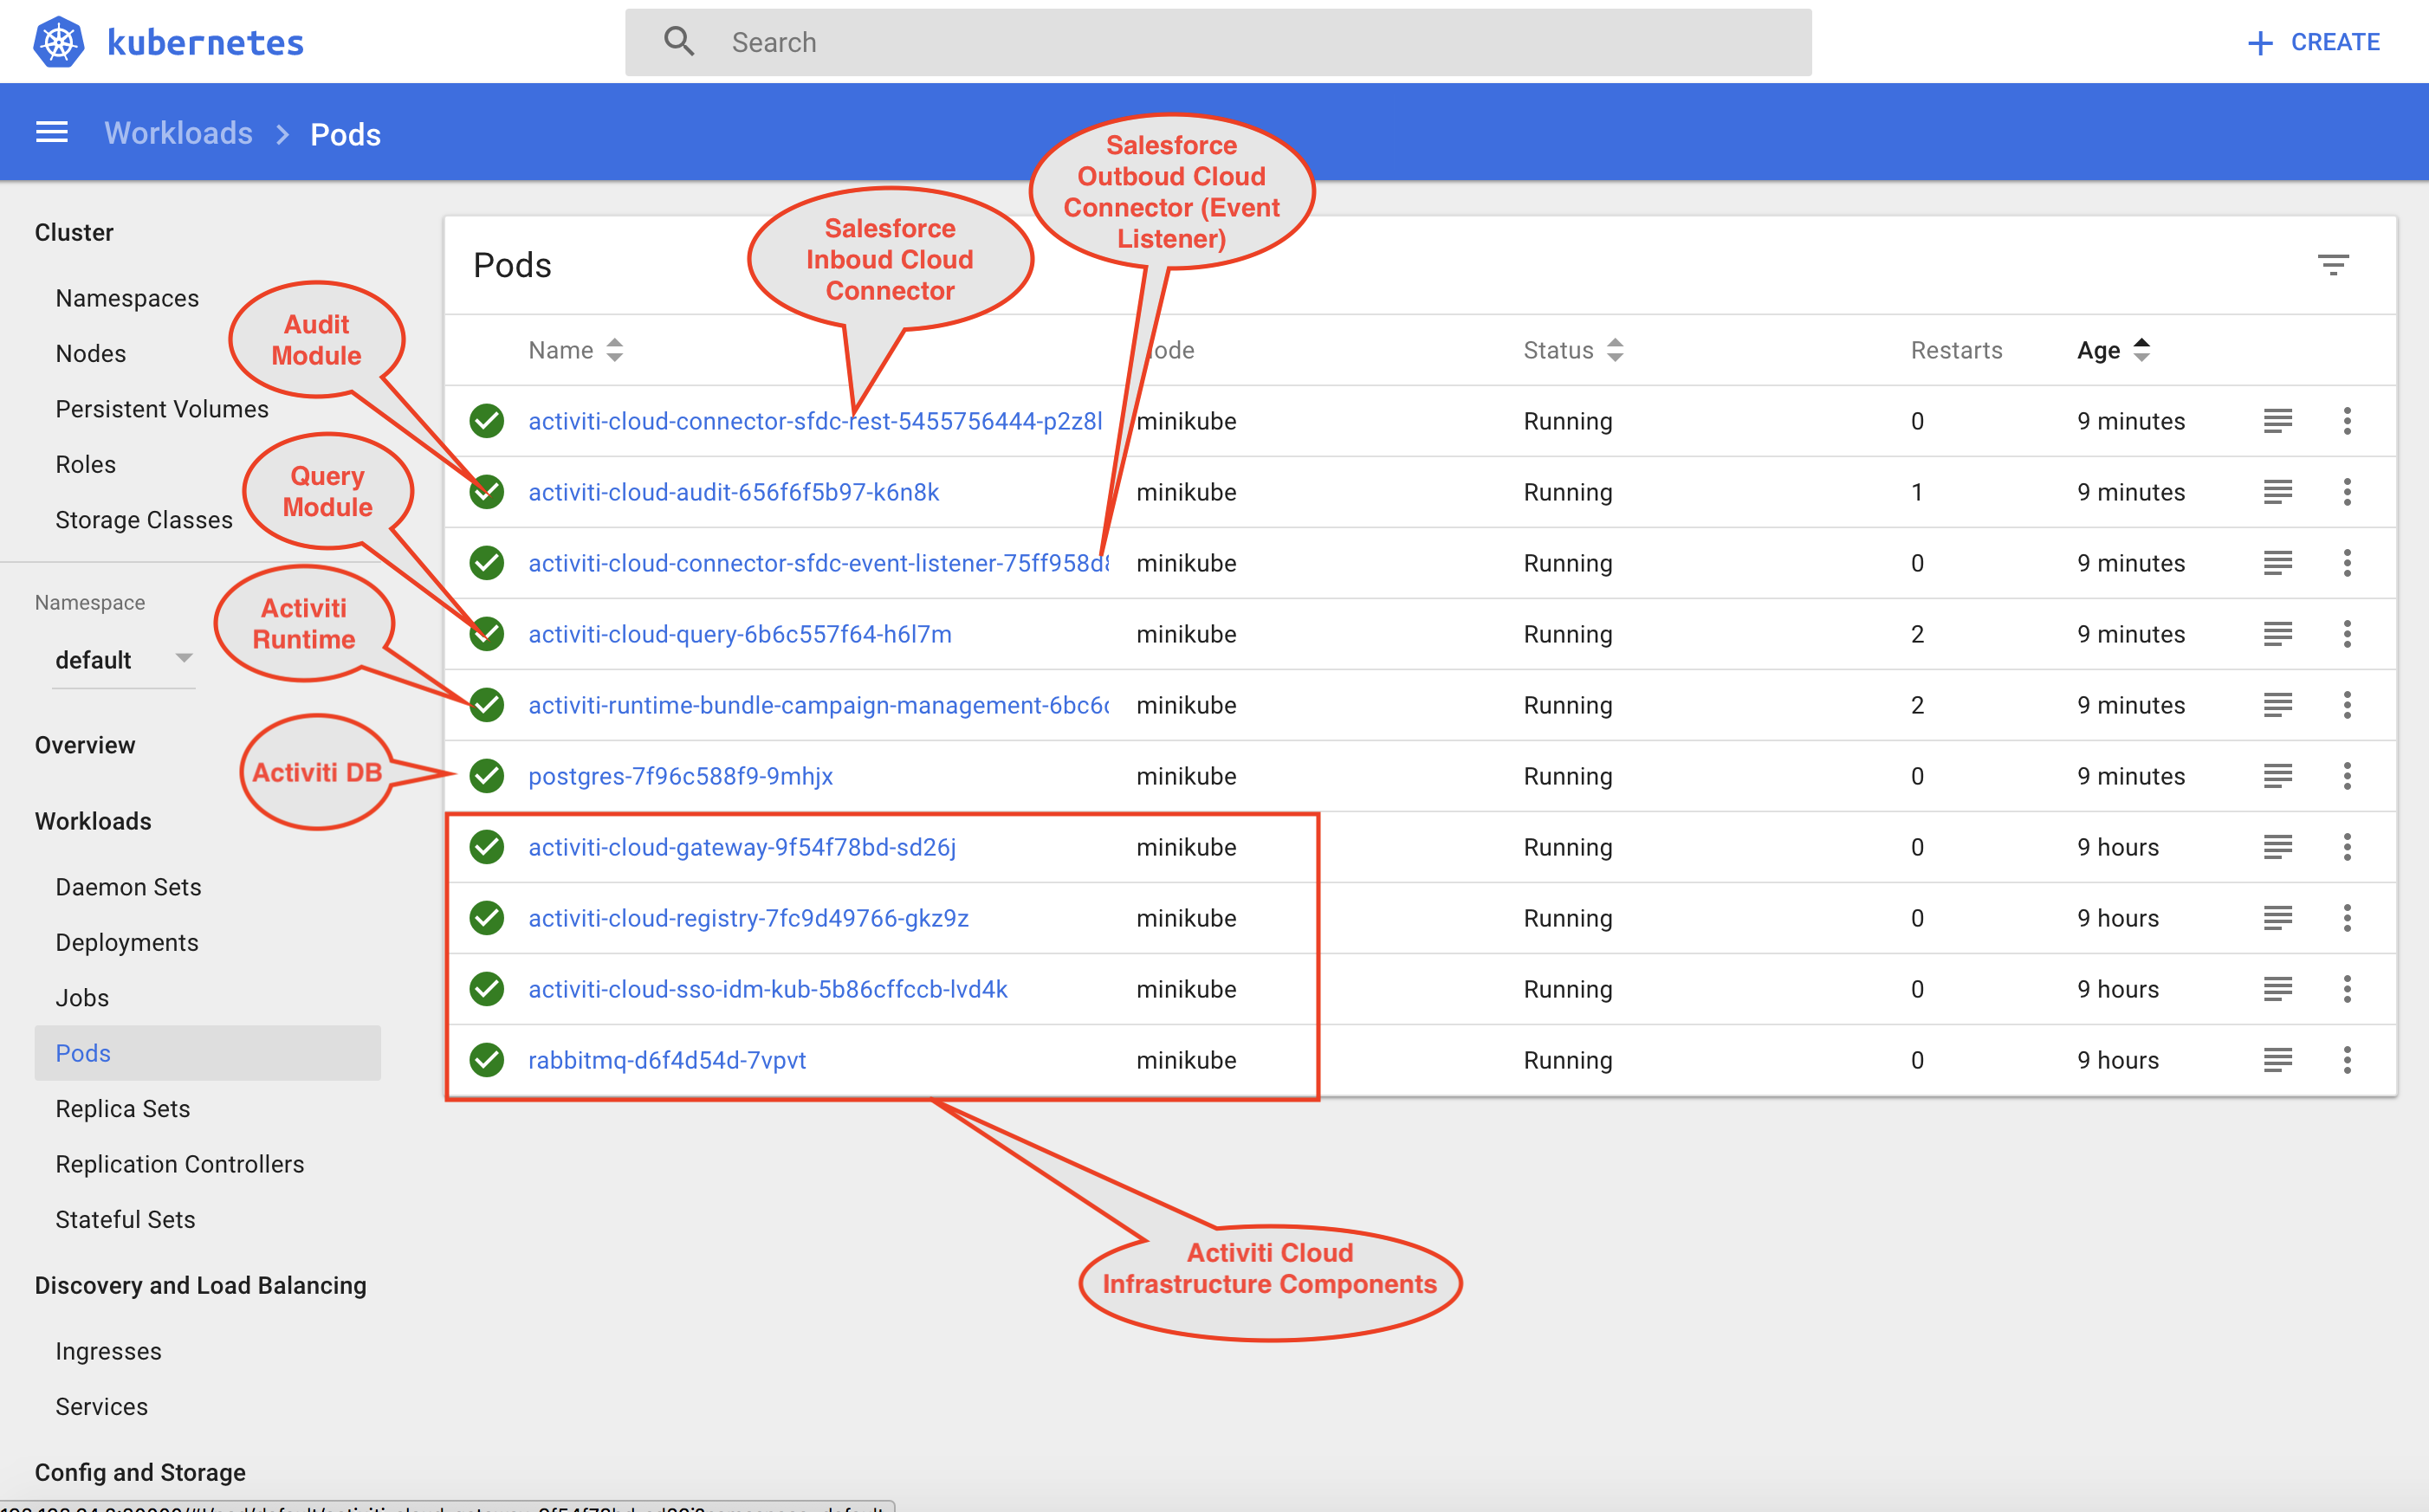 kubernetes
Search
CREATE
Workloads > Pods
Cluster
Namespaces
Nodes
Persistent Volumes
Roles
Storage Classes
Namespace
default
Overview
Workloads
Daemon Sets
Deployments
Jobs
Pods
Replica Sets
Replication Controllers
Stateful Sets
Discovery and Load Balancing
Ingresses
Services
Config and Storage
Audit
Module
Query
Module
Activiti
Runtime
Activiti DB
Salesforce
Inboud Cloud
Connector
Salesforce
Outboud Cloud
Connector (Event
Listener)
Pods
Name ode Status Restarts Age
activiti-cloud-connector-sfdc-rest-5455756444-p2z8l minikube Running 0 9 minutes
activiti-cloud-audit-656f6f5b97-k6n8k minikube Running 1 9 minutes
activiti-cloud-connector-sfdc-event-listener-75ff958d minikube Running 0 9 minutes
activiti-cloud-query-6b6c557f64-h6l7m minikube Running 2 9 minutes
activiti-runtime-bundle-campaign-management-6bc6 minikube Running 2 9 minutes
postgres-7f96c588f9-9mhjx minikube Running 0 9 minutes
activiti-cloud-gateway-9f54f78bd-sd26j minikube Running 0 9 hours
activiti-cloud-registry-7fc9d49766-gkz9z minikube Running 0 9 hours
activiti-cloud-sso-idm-kub-5b86cffccb-lvd4k minikube Running 0 9 hours
rabbitmq-d6f4d54d-7vpvt minikube Running 0 9 hours
Activiti Cloud
Infrastructure Components